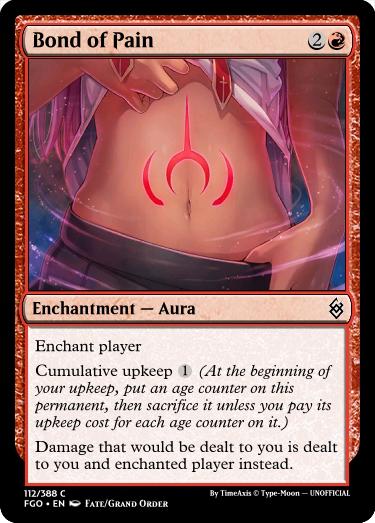 Bond of Pain 2
Enchantment — Aura
Enchant player
Cumulative upkeep 1 (At the beginning of
your upkeep, put an age counter on this
permanent, then sacrifice it unless you pay its
upkeep cost for each age counter on it.)
Damage that would be dealt to you is dealt
to you and enchanted player instead.
112/388 C
FGO • EN Fate/Grand Order
By TimeAxis © Type-Moon — UNOFFICIAL